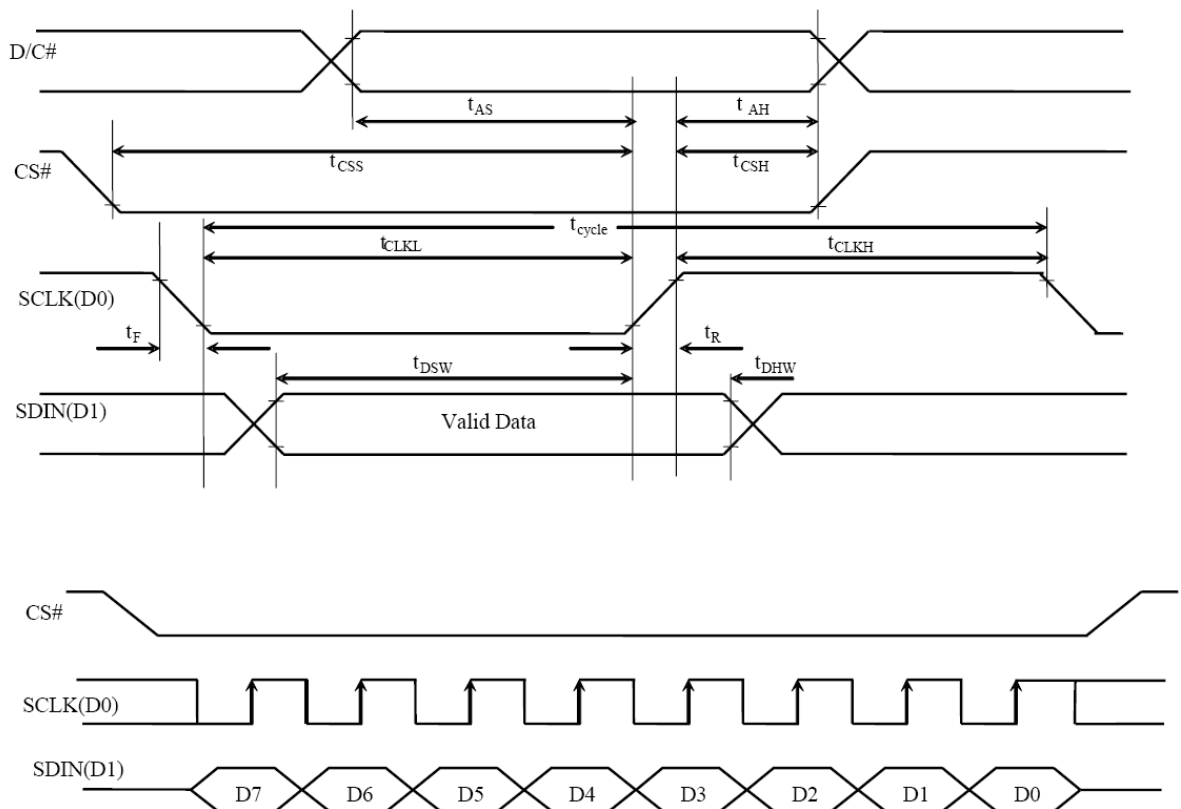 D/C#
tAS
tAH
CS#
tCSS
tCSH
tcycle
tCLKL
tCLKH
SCLK(D0)
tF
tR
tDSW
tDHW
SDIN(D1)
Valid Data
CS#
SCLK(D0)
SDIN(D1)
D7 D6 D5 D4 D3 D2 D1 D0